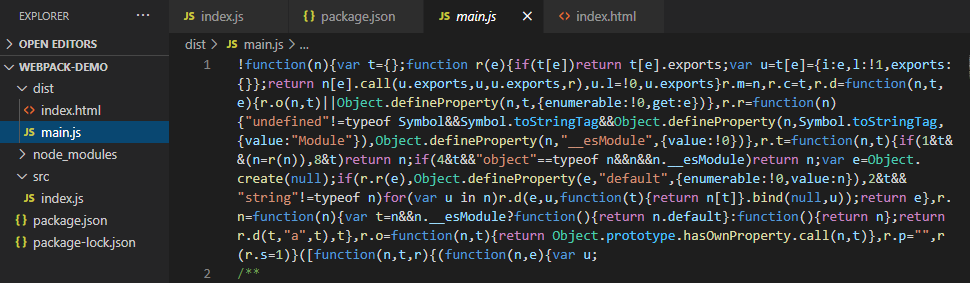 EXPLORER
OPEN EDITORS
WEBPACK-DEMO
dist
index.html
JS main.js
node_modules
src
JS index.js
package.json
package-lock.json
JS index.js
package.json
JS main.js
index.html
dist > JS main.js > ...
1 !function(n){var t={};function r(e){if(t[e])return t[e].exports;var u=t[e]={i:e,l:!1,exports:
{}};return n[e].call(u.exports,u,u.exports,r),u.l=!0,u.exports}r.m=n,r.c=t,r.d=function(n,t,
e){r.o(n,t)||Object.defineProperty(n,t,{enumerable:!0,get:e})},r.r=function(n)
{"undefined"!=typeof Symbol&&Symbol.toStringTag&&Object.defineProperty(n,Symbol.toStringTag,
{value:"Module"}),Object.defineProperty(n,"__esModule",{value:!0})},r.t=function(n,t){if(1&t&
&(n=r(n)),8&t)return n;if(4&t&&"object"==typeof n&&n&&n.__esModule)return n;var e=Object.
create(null);if(r.r(e),Object.defineProperty(e,"default",{enumerable:!0,value:n}),2&t&&
"string"!=typeof n)for(var u in n)r.d(e,u,function(t){return n[t]}.bind(null,u));return e},r.
n=function(n){var t=n&&n.__esModule?function(){return n.default}:function(){return n};return
r.d(t,"a",t),t},r.o=function(n,t){return Object.prototype.hasOwnProperty.call(n,t)},r.p="",r
(r.s=1)}([function(n,t,r){(function(n,e){var u;
2 /**